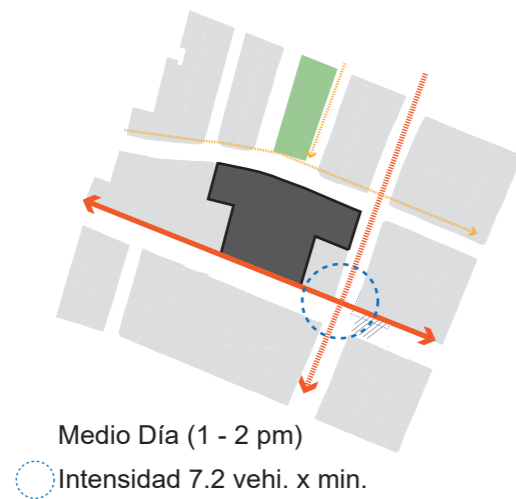 Medio Día (1 - 2 pm)
Intensidad 7.2 vehi. x min.